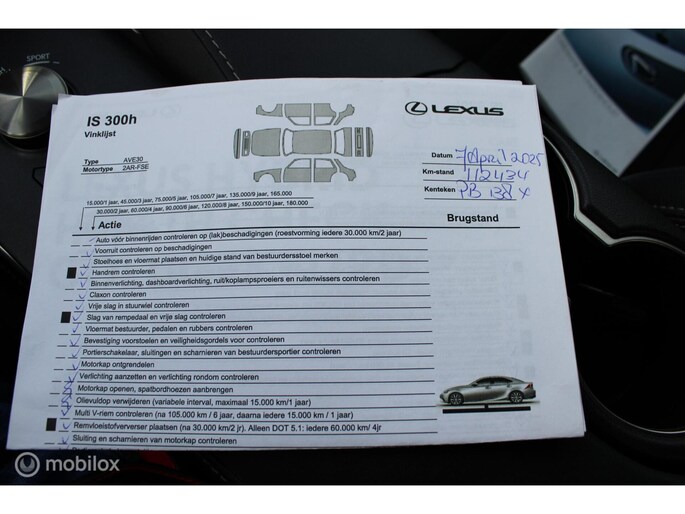 SPORT
IS 300h
Vinklijst
LEXUS
Type AVE30
Motortype 2AR-FSE
Datum 7 April 2025
Km-stand 112434
Kenteken PB 138 X
15.000/1 jaar, 45.000/3 jaar, 75.000/5 jaar, 105.000/7 jaar, 135.000/9 jaar, 165.000
30.000/2 jaar, 60.000/4 jaar, 90.000/6 jaar, 120.000/8 jaar, 150.000/10 jaar, 180.000
Actie Brugstand
Auto vóór binnenrijden controleren op (lak)beschadigingen (roestvorming iedere 30.000 km/2 jaar)
Voorruit controleren op beschadigingen
Stoelhoes en vloermat plaatsen en huidige stand van bestuurdersstoel merken
Handrem controleren
Binnenverlichting, dashboardverlichting, ruit/koplampsproeiers en ruitenwissers controleren
Claxon controleren
Vrije slag in stuurwiel controleren
Slag van rempedaal en vrije slag controleren
Vloermat bestuurder, pedalen en rubbers controleren
Bevestiging voorstoelen en veiligheidsgordels voor controleren
Portierschakelaar, sluitingen en scharnieren van bestuurdersportier controleren
Motorkap ontgrendelen
Verlichting aanzetten en verlichting rondom controleren
Motorkap openen, spatbordhoezen aanbrengen
Olievuldop verwijderen (variabele interval, maximaal 15.000 km/1 jaar)
Multi V-riem controleren (na 105.000 km / 6 jaar, daarna iedere 15.000 km / 1 jaar)
Remvloeistofververser plaatsen (na 30.000 km/2 jr). Alleen DOT 5.1: iedere 60.000 km/ 4jr
Sluiting en scharnieren van motorkap controleren
© mobilox